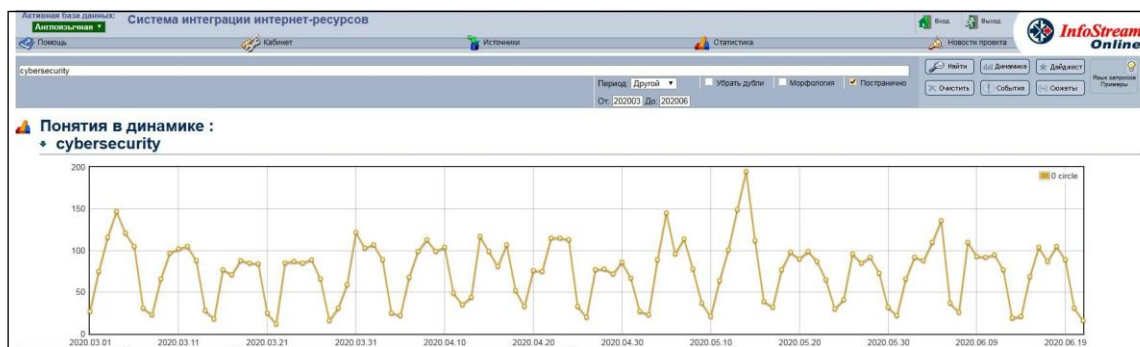 Активная база данных:
Англоязычная
Система интеграции интернет-ресурсов
Вход
Выход
InfoStream
Online
Помощь
Кабинет
Источники
Статистика
Новости проекта
cybersecurity
Период: Другой
Убрать дубли
Морфология
Постранично
От: 202003 До: 202006
Найти
Динамика
Дайджест
Очистить
События
Сюжеты
Язык запросов
Примеры
Понятия в динамике :
cybersecurity
200
150
100
50
0
0 circle
2020.03.01 2020.03.11 2020.03.21 2020.03.31 2020.04.10 2020.04.20 2020.04.30 2020.05.10 2020.05.20 2020.05.30 2020.06.09 2020.06.19